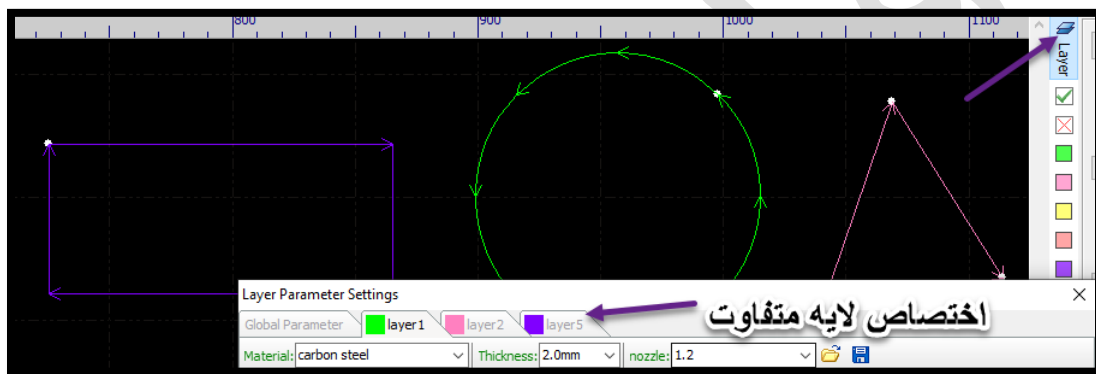 800 900 1000 1100
Layer
Layer Parameter Settings
اختصاص لایه متفاوت
Global Parameter layer1 layer2 layer5
Material: carbon steel Thickness: 2.0mm nozzle: 1.2